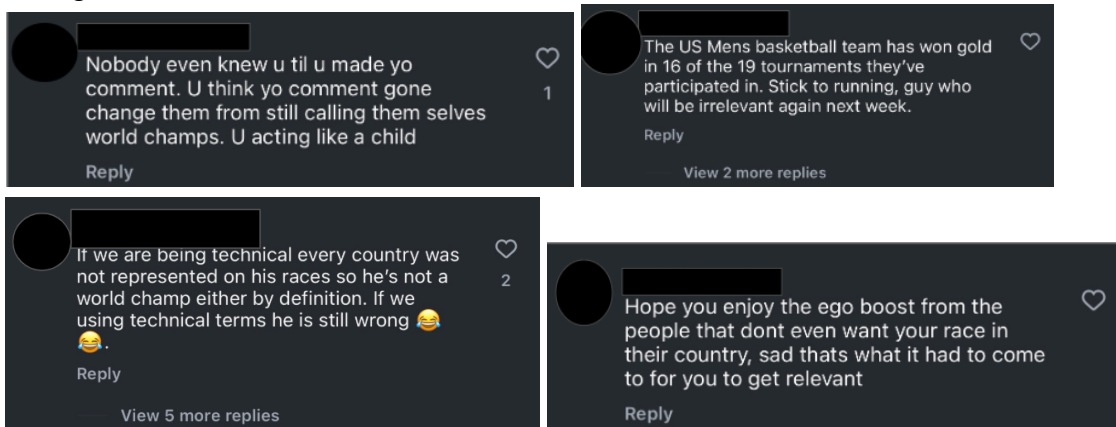 Nobody even knew u til u made yo
comment. U think yo comment gone
change them from still calling them selves
world champs. U acting like a child
1
Reply
The US Mens basketball team has won gold
in 16 of the 19 tournaments they've
participated in. Stick to running, guy who
will be irrelevant again next week.
Reply
View 2 more replies
If we are being technical every country was
not represented on his races so he's not a
world champ either by definition. If we
using technical terms he is still wrong 😂
😂.
2
Reply
View 5 more replies
Hope you enjoy the ego boost from the
people that dont even want your race in
their country, sad thats what it had to come
to for you to get relevant
Reply